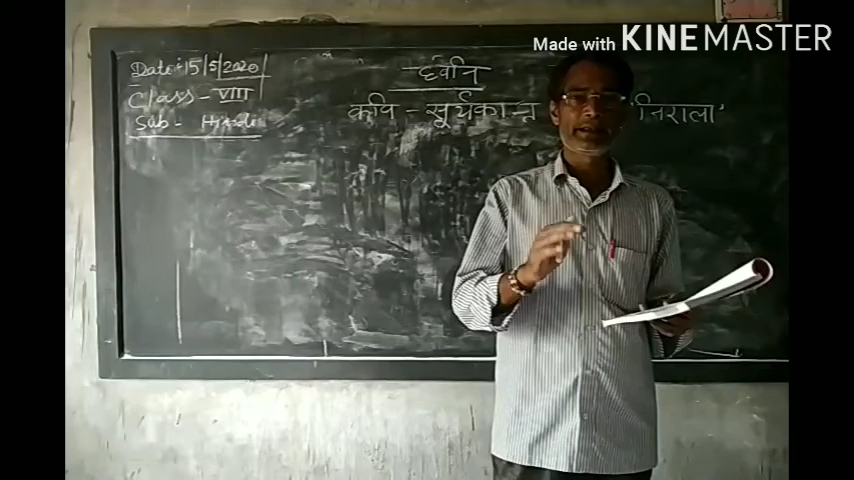 Made with KINEMASTER
Date:- 15/5/2020
Class - VIII
Sub - Hindi
ध्वनि
कवि - सूर्यकान्त 'निराला'